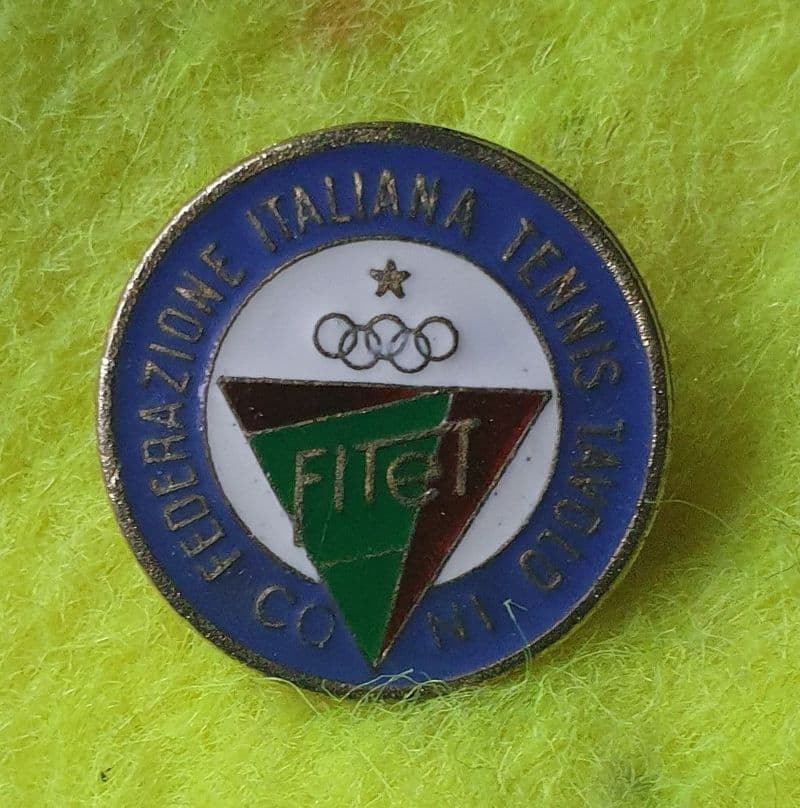 FEDERAZIONE ITALIANA TENNIS TAVOLO
FITeT
CONI